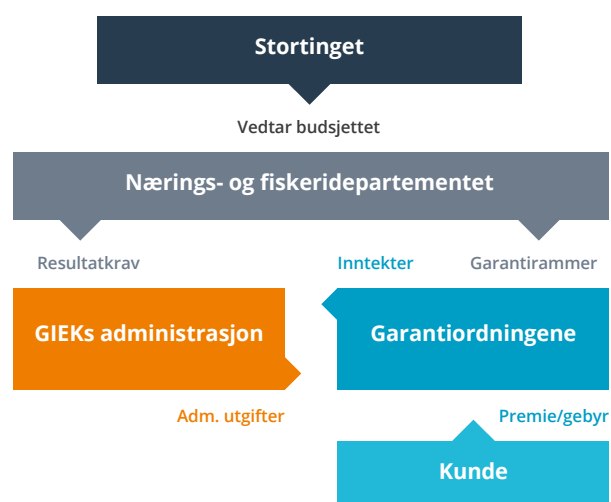 Stortinget
Vedtar budsjettet
Nærings- og fiskeridepartementet
Resultatkrav
Inntekter
Garantirammer
GIEKs administrasjon
Garantiordningene
Adm. utgifter
Premie/gebyr
Kunde